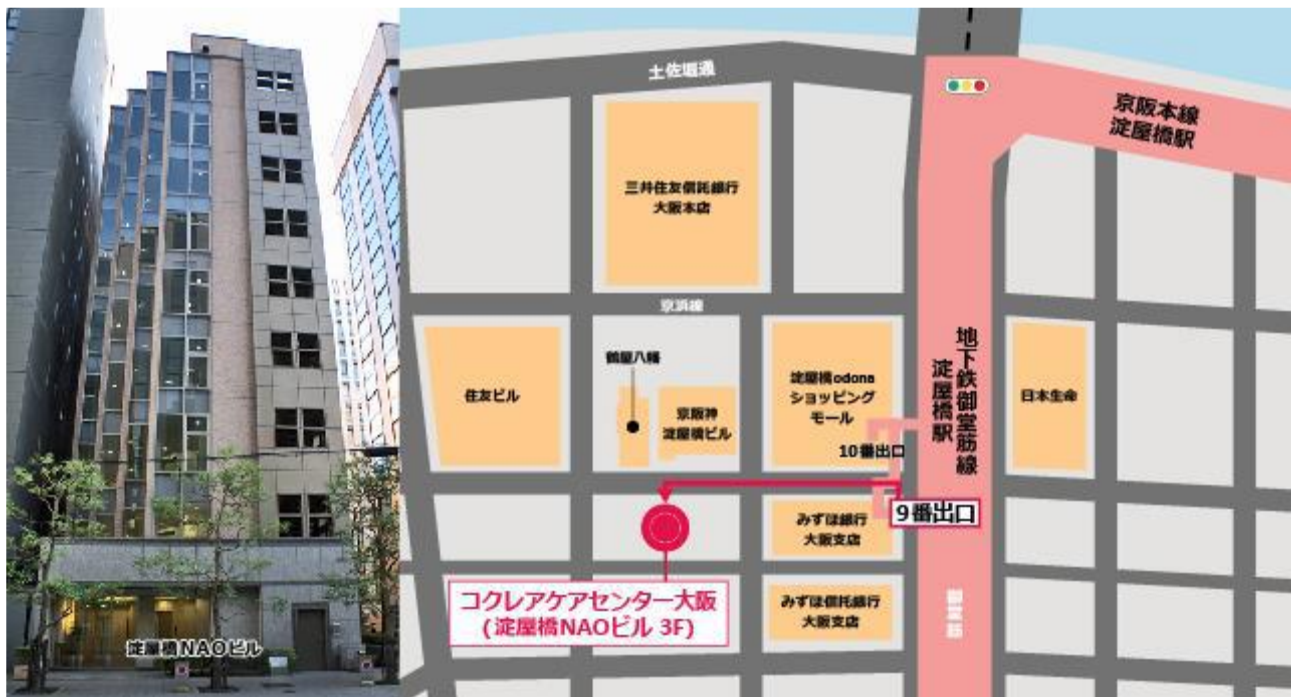 淀屋橋NAOビル
土佐堀通
京阪本線
淀屋橋駅
三井住友信託銀行
大阪本店
京浜線
鶴屋八幡
住友ビル
京阪神
淀屋橋ビル
淀屋橋odona
ショッピング
モール
10番出口
地下鉄御堂筋線
淀屋橋駅
日本生命
9番出口
みずほ銀行
大阪支店
コクレアケアセンター大阪
(淀屋橋NAOビル 3F)
みずほ信託銀行
大阪支店
御堂筋